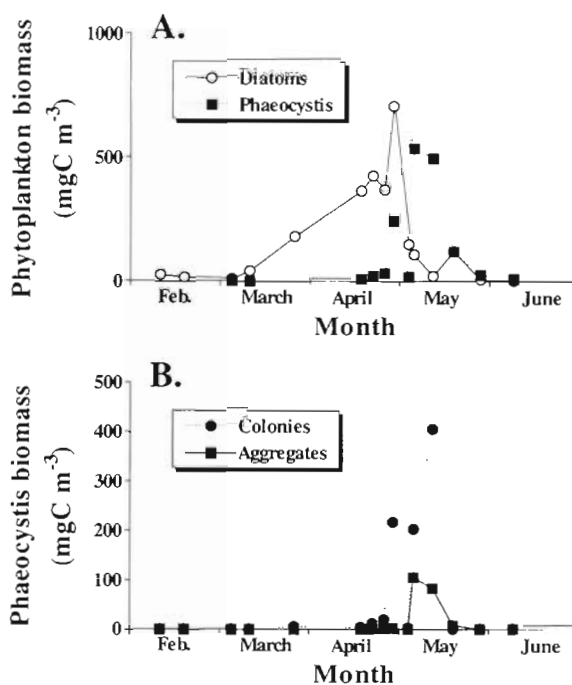 A.
Phytoplankton biomass
(mgC m-3)
1000
500
0
Diatoms
Phaeocystis
Feb.
March
April
May
June
Month
B.
Phaeocystis biomass
(mgC m-3)
500
400
300
200
100
0
Colonies
Aggregates
Feb.
March
April
May
June
Month